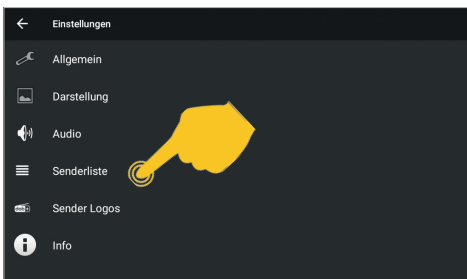 Einstellungen
Allgemein
Darstellung
Audio
Senderliste
Sender Logos
Info